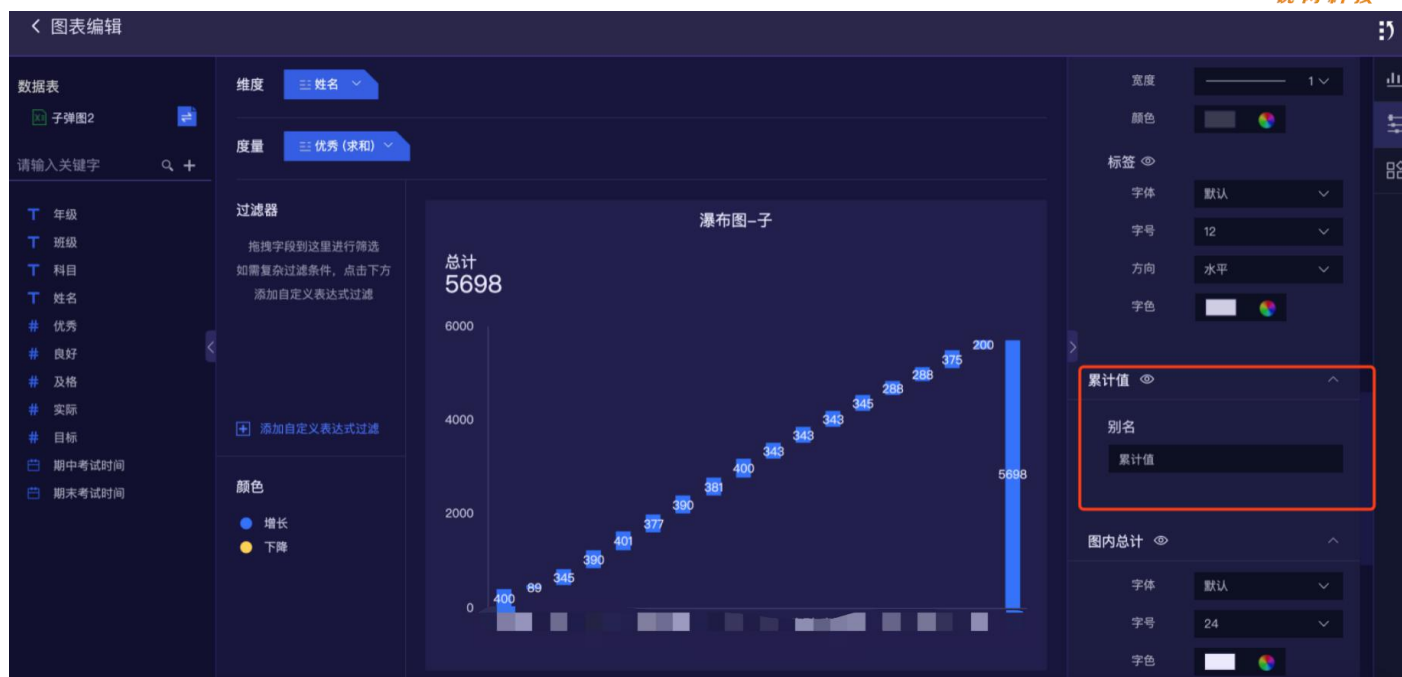 图表编辑
数据表
子弹图2
请输入关键字
年级
班级
科目
姓名
优秀
良好
及格
实际
目标
期中考试时间
期末考试时间
维度
姓名
度量
优秀 (求和)
过滤器
拖拽字段到这里进行筛选
如需复杂过滤条件，点击下方
添加自定义表达式过滤
添加自定义表达式过滤
颜色
增长
下降
瀑布图–子
总计
5698
6000
4000
2000
0
400
89
345
390
401
377
390
381
400
343
343
343
345
288
288
375
200
5698
宽度
1
颜色
标签
字体
默认
字号
12
方向
水平
字色
累计值
别名
累计值
图内总计
字体
默认
字号
24
字色